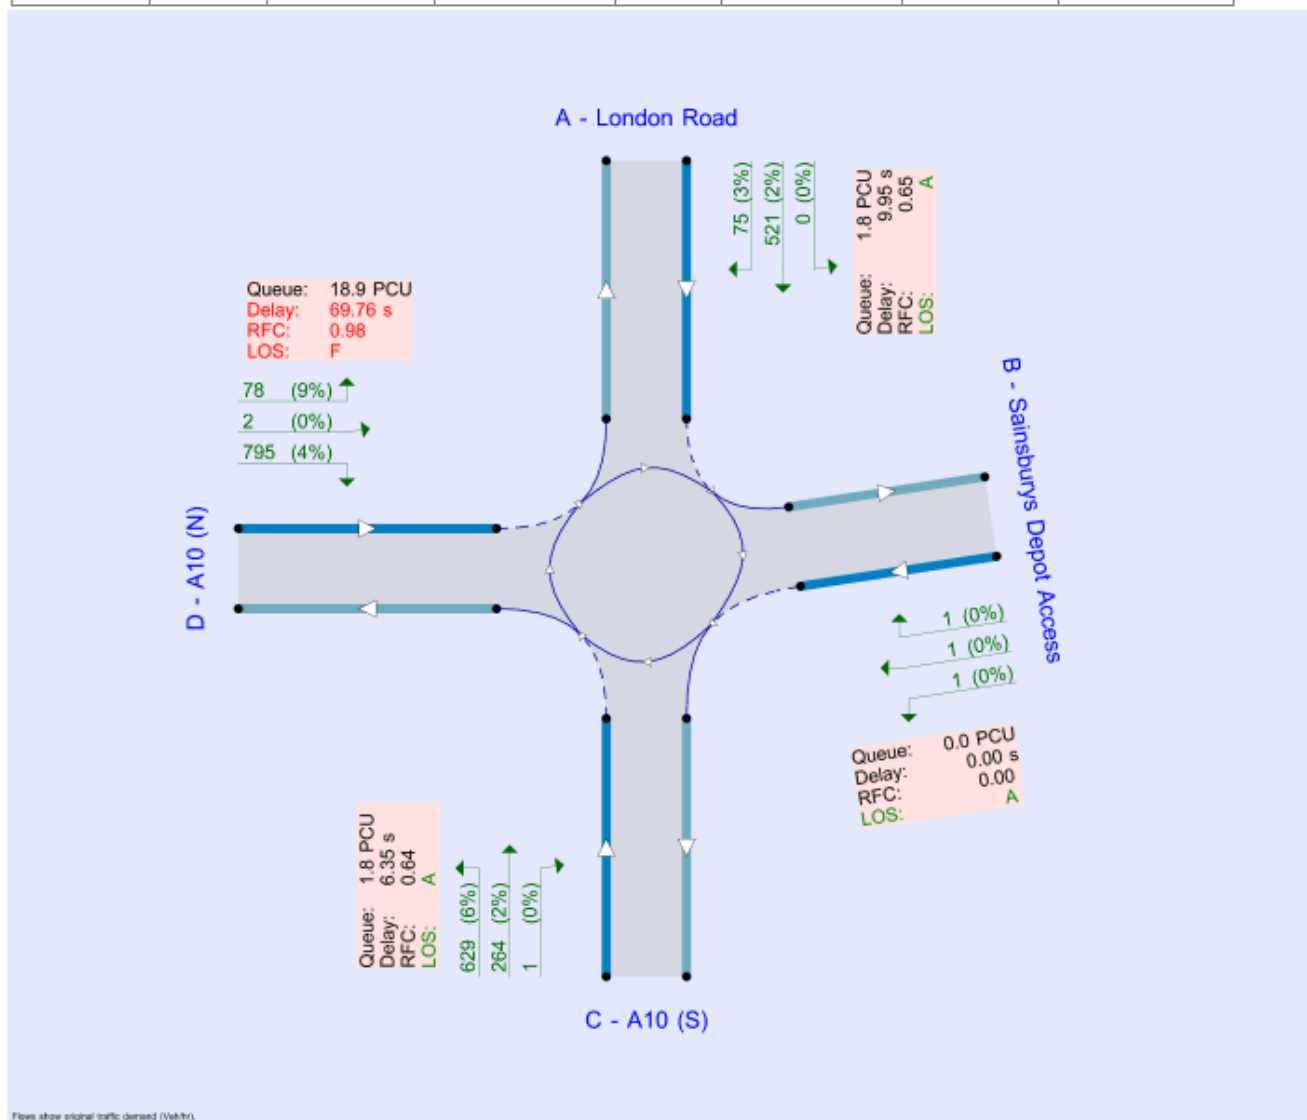 A - London Road
75 (3%)
521 (2%)
0 (0%)
Queue: 1.8 PCU
Delay: 9.95 s
RFC: 0.65
LOS: A
Queue: 18.9 PCU
Delay: 69.76 s
RFC: 0.98
LOS: F
78 (9%)
2 (0%)
795 (4%)
D - A10 (N)
B - Sainsburys Depot Access
1 (0%)
1 (0%)
1 (0%)
Queue: 0.0 PCU
Delay: 0.00 s
RFC: 0.00
LOS: A
Queue: 1.8 PCU
Delay: 6.35 s
RFC: 0.64
LOS: A
629 (6%)
264 (2%)
1 (0%)
C - A10 (S)
Flows show original traffic demand (Veh/hr).